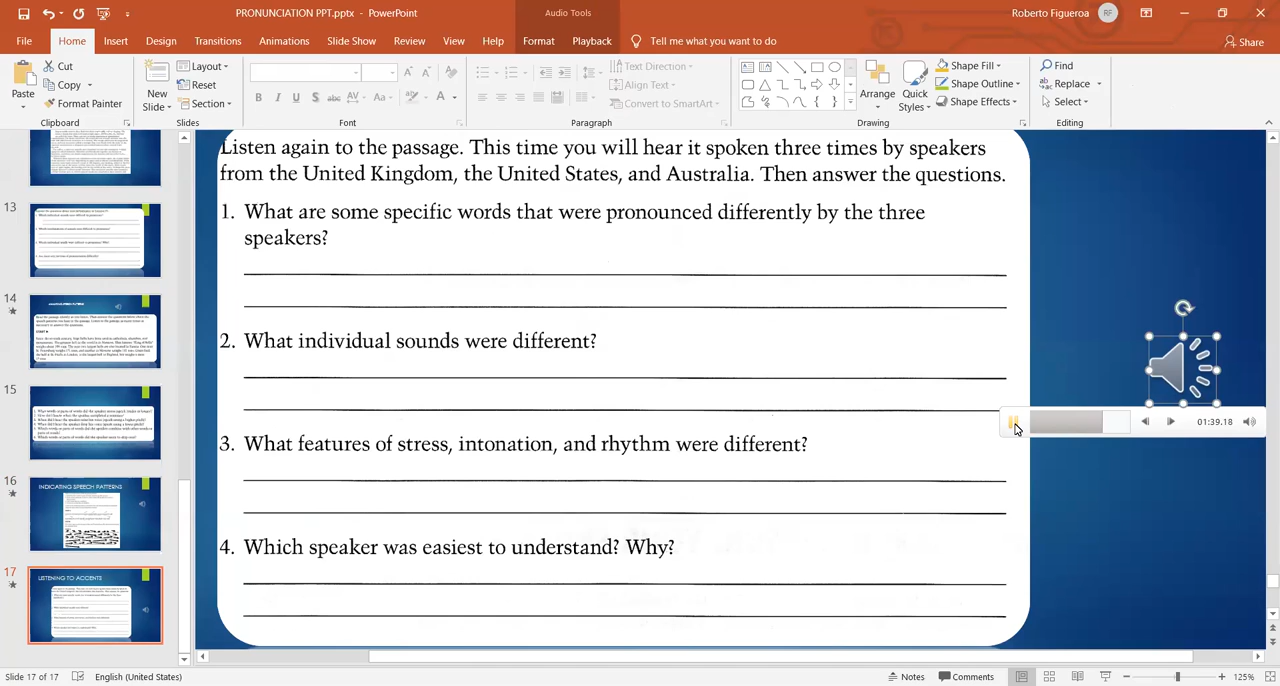 PRONUNCIATION PPT.pptx - PowerPoint
Audio Tools
Roberto Figueroa
RF
File
Home
Insert
Design
Transitions
Animations
Slide Show
Review
View
Help
Format
Playback
Tell me what you want to do
Share
Paste
Cut
Copy
Format Painter
Clipboard
New
Slide
Layout
Reset
Section
Slides
B I U S abc AV Aa A
Font
Text Direction
Align Text
Convert to SmartArt
Paragraph
Arrange
Quick
Styles
Shape Fill
Shape Outline
Shape Effects
Drawing
Find
Replace
Select
Editing
13
14
15
16
INDICATING SPEECH PATTERNS
17
LISTENING TO ACCENTS
Listen again to the passage. This time you will hear it spoken three times by speakers
from the United Kingdom, the United States, and Australia. Then answer the questions.
1. What are some specific words that were pronounced differently by the three
speakers?
2. What individual sounds were different?
3. What features of stress, intonation, and rhythm were different?
4. Which speaker was easiest to understand? Why?
01:39.18
Slide 17 of 17
English (United States)
Notes
Comments
125%